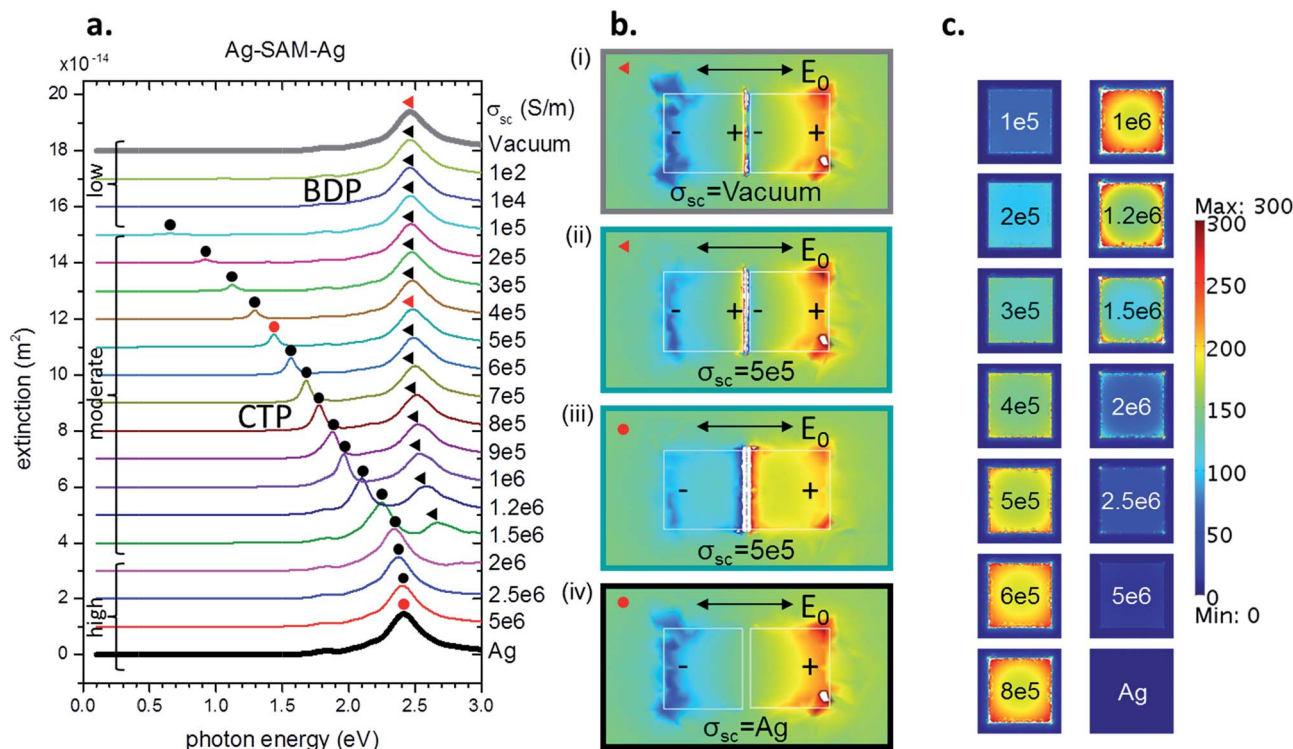 a.
Ag-SAM-Ag
x10⁻¹⁴
20
18
16
14
12
10
8
6
4
2
0
extinction (m²)
0.0 0.5 1.0 1.5 2.0 2.5 3.0
photon energy (eV)
low
moderate
high
BDP
CTP
σsc (S/m)
Vacuum
1e2
1e4
1e5
2e5
3e5
4e5
5e5
6e5
7e5
8e5
9e5
1e6
1.2e6
1.5e6
2e6
2.5e6
5e6
Ag
b.
(i)
E₀
- + - +
σsc=Vacuum
(ii)
E₀
- + - +
σsc=5e5
(iii)
E₀
- +
σsc=5e5
(iv)
E₀
- +
σsc=Ag
c.
1e5 1e6
2e5 1.2e6
3e5 1.5e6
4e5 2e6
5e5 2.5e6
6e5 5e6
8e5 Ag
Max: 300
300
250
200
150
100
50
0
Min: 0